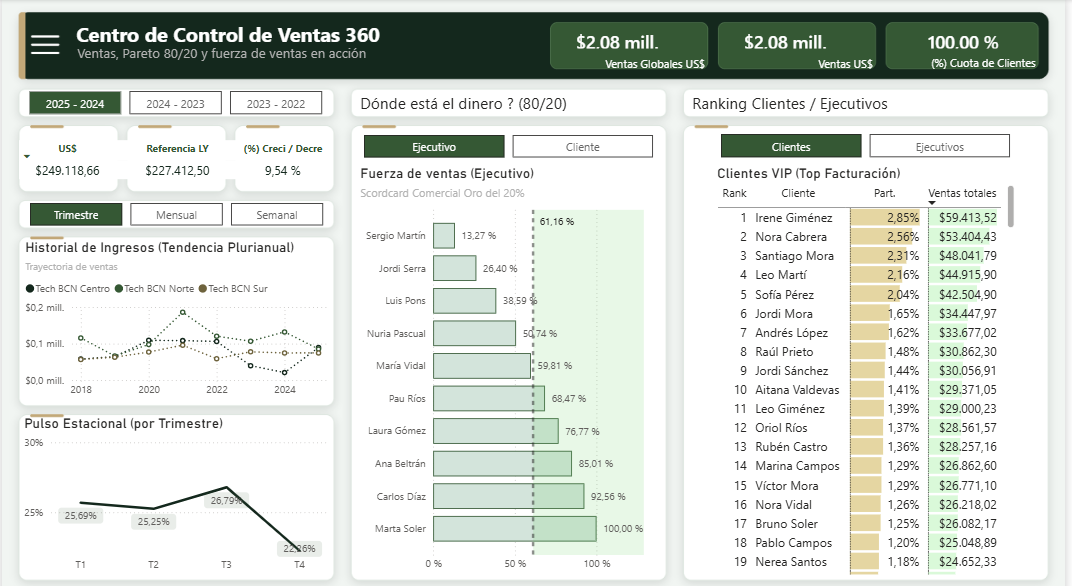 Centro de Control de Ventas 360
Ventas, Pareto 80/20 y fuerza de ventas en acción
$2.08 mill.
Ventas Globales US$
$2.08 mill.
Ventas US$
100.00 %
(%) Cuota de Clientes
2025 - 2024
2024 - 2023
2023 - 2022
US$
$249.118,66
Referencia LY
$227.412,50
(%) Creci / Decre
9,54 %
Trimestre
Mensual
Semanal
Historial de Ingresos (Tendencia Plurianual)
Trayectoria de ventas
Tech BCN Centro Tech BCN Norte Tech BCN Sur
$0,2 mill.
$0,1 mill.
$0,0 mill.
2018 2020 2022 2024
Pulso Estacional (por Trimestre)
30%
25%
25,69%
25,25%
26,79%
22,26%
T1 T2 T3 T4
Dónde está el dinero ? (80/20)
Ejecutivo
Cliente
Fuerza de ventas (Ejecutivo)
Scordcard Comercial Oro del 20%
61,16 %
Sergio Martín 13,27 %
Jordi Serra 26,40 %
Luis Pons 38,59 %
Nuria Pascual 50,74 %
María Vidal 59,81 %
Pau Ríos 68,47 %
Laura Gómez 76,77 %
Ana Beltrán 85,01 %
Carlos Díaz 92,56 %
Marta Soler 100,00 %
0 % 50 % 100 %
Ranking Clientes / Ejecutivos
Clientes
Ejecutivos
Clientes VIP (Top Facturación)
Rank Cliente Part. Ventas totales
1 Irene Giménez 2,85% $59.413,52
2 Nora Cabrera 2,56% $53.404,43
3 Santiago Mora 2,31% $48.041,79
4 Leo Martí 2,16% $44.915,90
5 Sofía Pérez 2,04% $42.504,90
6 Jordi Mora 1,65% $34.447,97
7 Andrés López 1,62% $33.677,02
8 Raúl Prieto 1,48% $30.862,30
9 Jordi Sánchez 1,44% $30.056,91
10 Aitana Valdevas 1,41% $29.371,05
11 Leo Giménez 1,39% $29.000,23
12 Oriol Ríos 1,37% $28.561,57
13 Rubén Castro 1,36% $28.257,16
14 Marina Campos 1,29% $26.862,60
15 Víctor Mora 1,29% $26.771,10
16 Nora Vidal 1,26% $26.218,02
17 Bruno Soler 1,25% $26.082,17
18 Pablo Campos 1,20% $25.048,89
19 Nerea Santos 1,18% $24.652,33